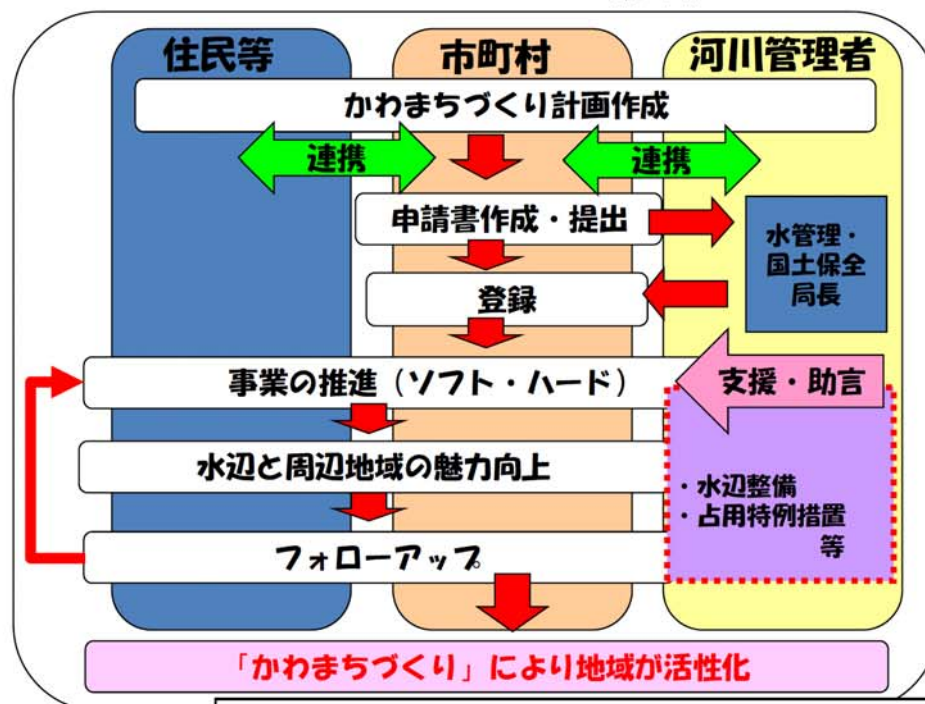 住民等
市町村
河川管理者
かわまちづくり計画作成
連携
連携
申請書作成・提出
水管理・
国土保全
局長
登録
事業の推進（ソフト・ハード）
支援・助言
水辺と周辺地域の魅力向上
・水辺整備
・占用特例措置
等
フォローアップ
「かわまちづくり」により地域が活性化